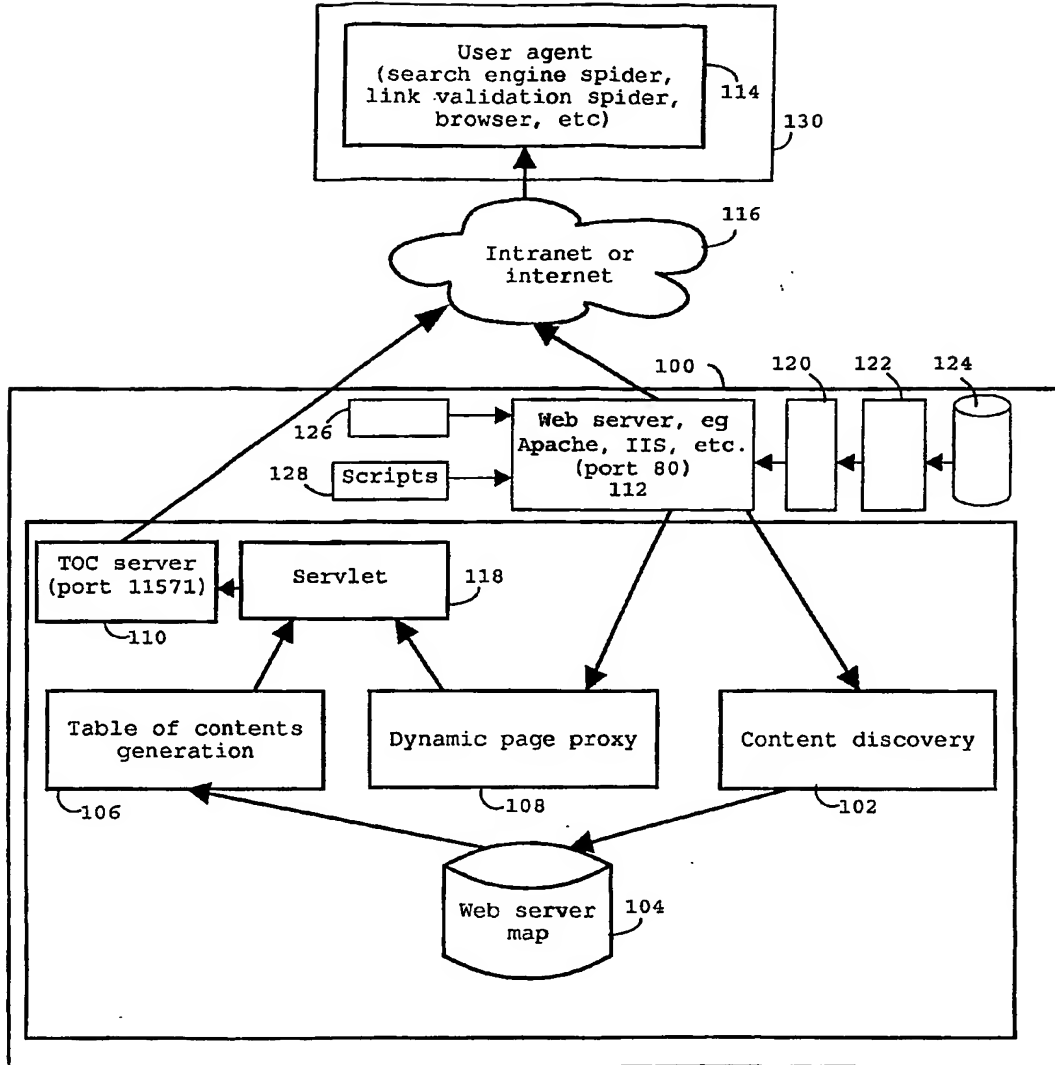 User agent
(search engine spider,
link validation spider,
browser, etc)
114
130
116
Intranet or
internet
100
120
122
124
126
Web server, eg
Apache, IIS, etc.
(port 80)
112
128
Scripts
TOC server
(port 11571)
110
Servlet
118
Table of contents
generation
106
Dynamic page proxy
108
Content discovery
102
Web server
map
104